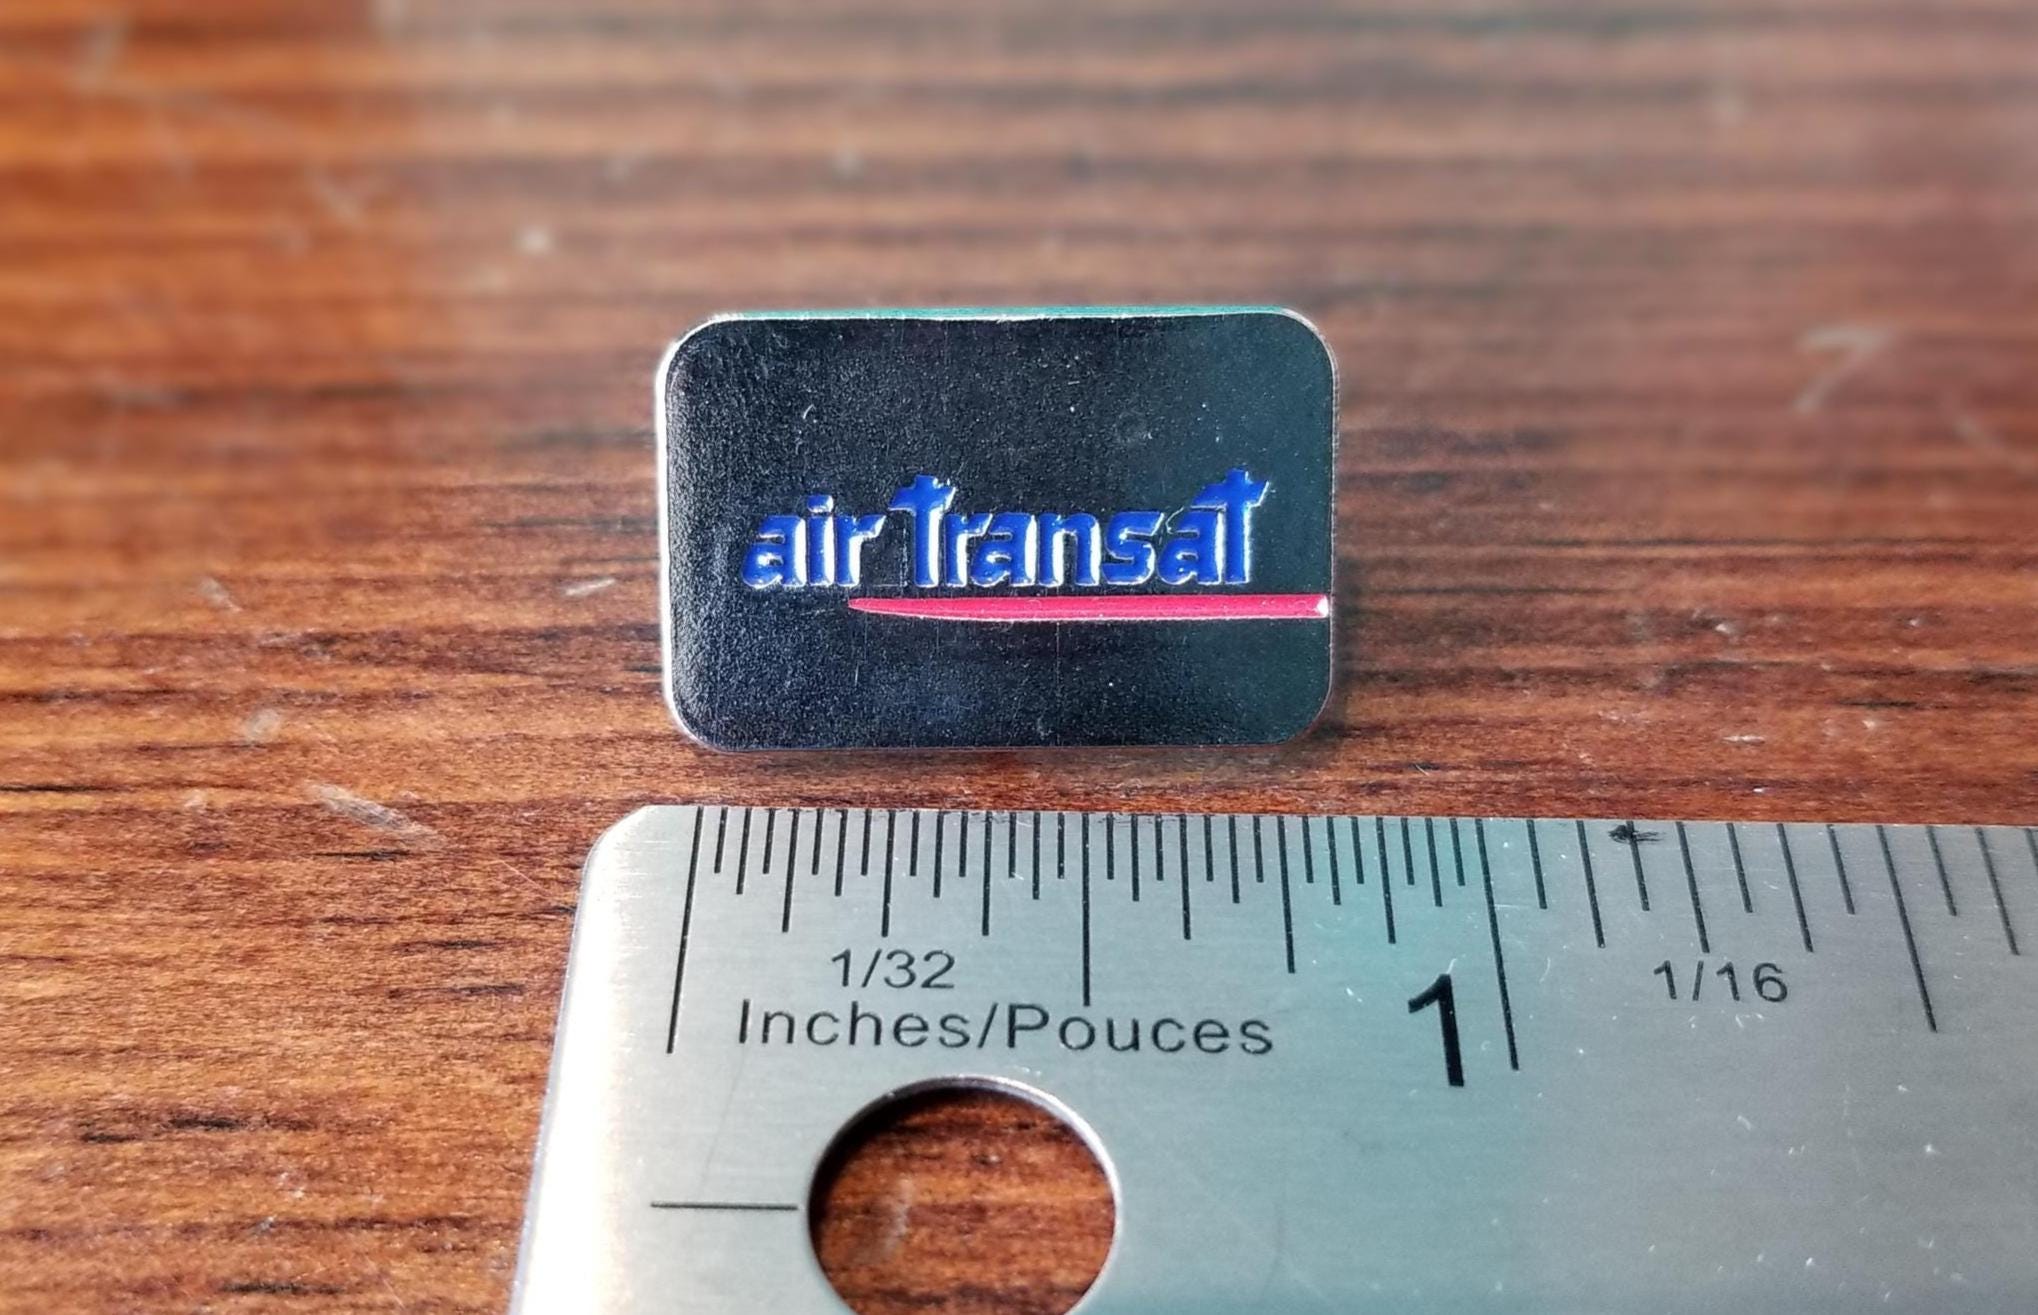 air Transat
1/32
1/16
Inches/Pouces
1